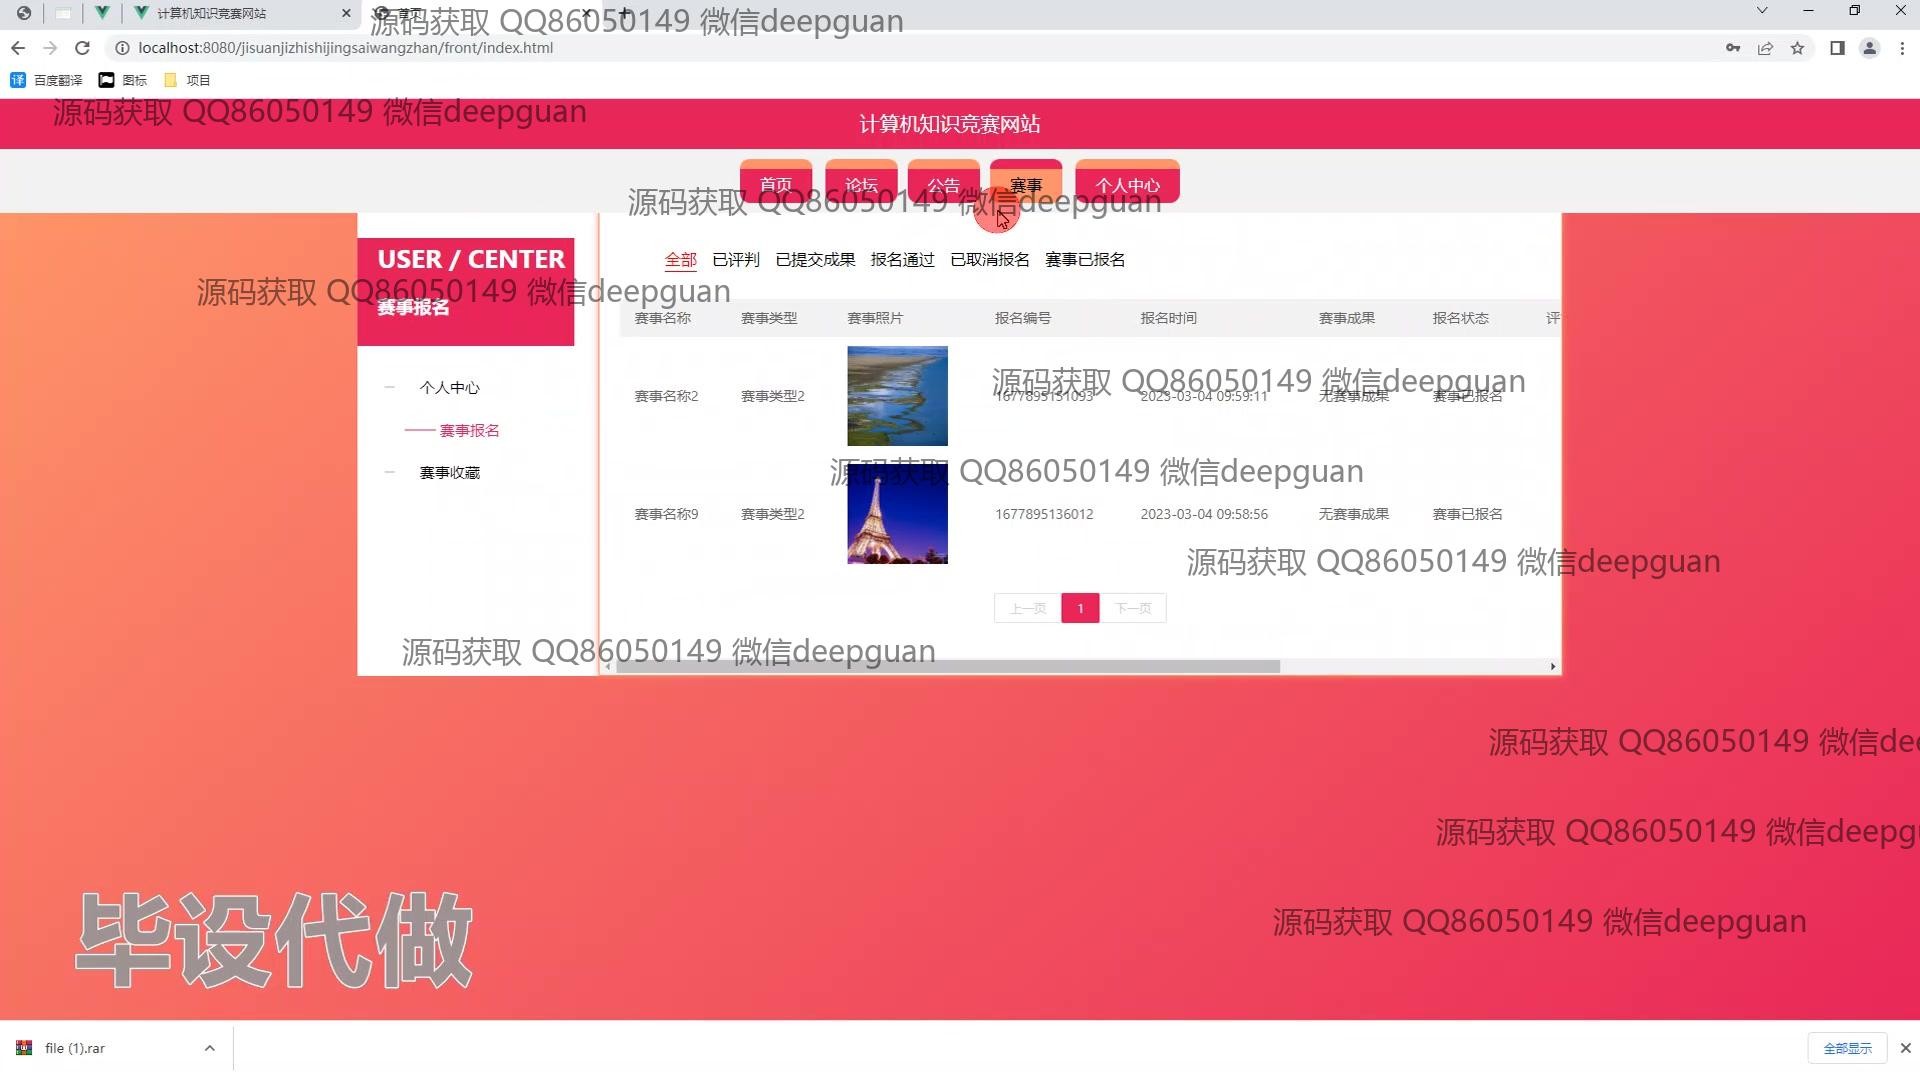 计算机知识竞赛网站
首页
源码获取 QQ86050149 微信deepguan
localhost:8080/jisuanjizhishijingsaiwangzhan/front/index.html
百度翻译 图标 项目
源码获取 QQ86050149 微信deepguan
计算机知识竞赛网站
首页 论坛 公告 赛事 个人中心
源码获取 QQ86050149 微信deepguan
USER / CENTER
赛事报名
全部 已评判 已提交成果 报名通过 已取消报名 赛事已报名
源码获取 QQ86050149 微信deepguan
赛事名称 赛事类型 赛事照片 报名编号 报名时间 赛事成果 报名状态 评
个人中心
赛事报名
赛事收藏
源码获取 QQ86050149 微信deepguan
赛事名称2 赛事类型2 1677895151093 2023-03-04 09:59:11 无赛事成果 赛事已报名
源码获取 QQ86050149 微信deepguan
赛事名称9 赛事类型2 1677895136012 2023-03-04 09:58:56 无赛事成果 赛事已报名
源码获取 QQ86050149 微信deepguan
上一页 1 下一页
源码获取 QQ86050149 微信deepguan
源码获取 QQ86050149 微信dee
源码获取 QQ86050149 微信deepg
源码获取 QQ86050149 微信deepguan
毕设代做
file (1).rar
全部显示